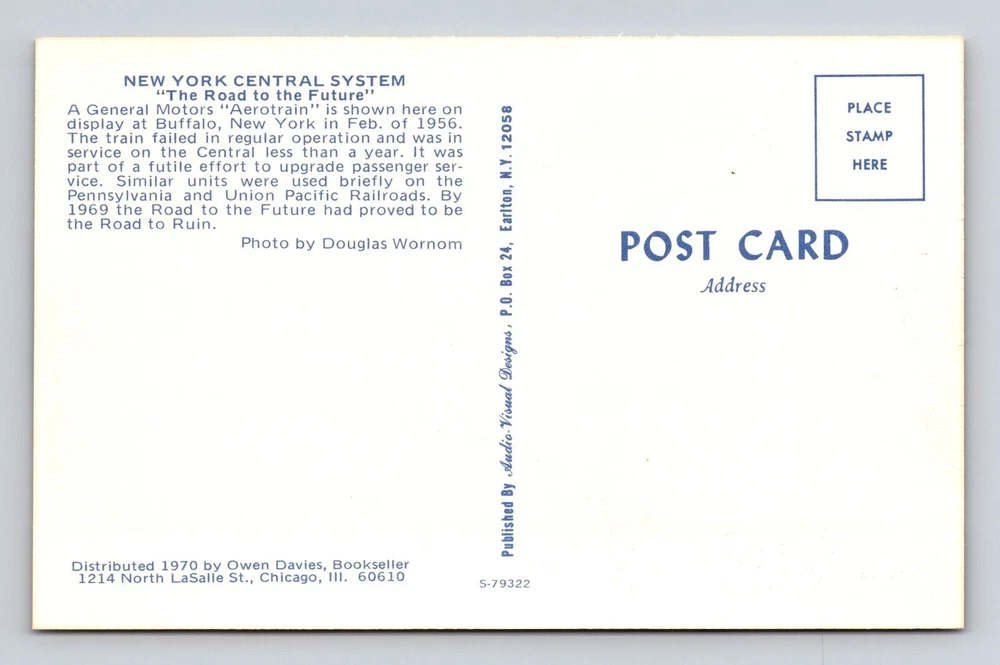 NEW YORK CENTRAL SYSTEM
"The Road to the Future"
A General Motors "Aerotrain" is shown here on
display at Buffalo, New York in Feb. of 1956.
The train failed in regular operation and was in
service on the Central less than a year. It was
part of a futile effort to upgrade passenger ser-
vice. Similar units were used briefly on the
Pennsylvania and Union Pacific Railroads. By
1969 the Road to the Future had proved to be
the Road to Ruin.
Photo by Douglas Wornom
Distributed 1970 by Owen Davies, Bookseller
1214 North LaSalle St., Chicago, Ill. 60610
Published By Audio-Visual Designs, P.O. Box 24, Earlton, N.Y. 12058
S-79322
PLACE
STAMP
HERE
POST CARD
Address